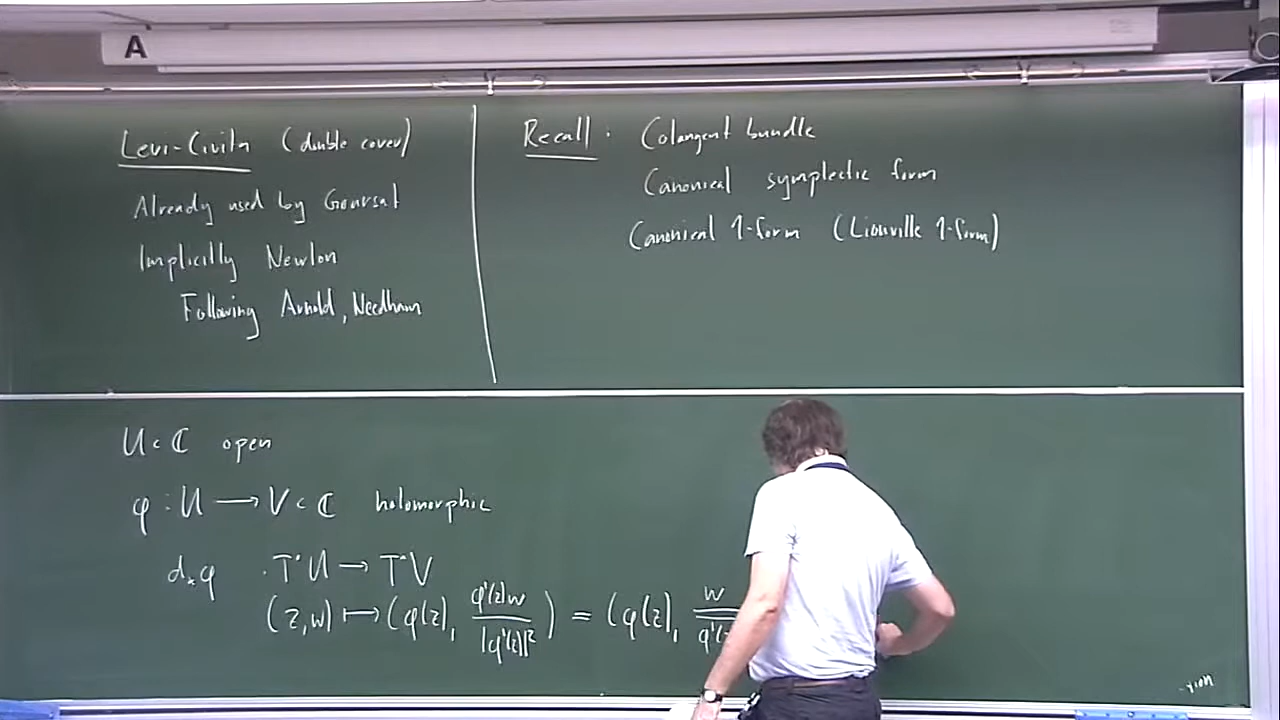 A
Levi-Civita (double cover)
Already used by Goursat
Implicitly Newton
Following Arnold, Needham
Recall: Cotangent bundle
Canonical symplectic form
Canonical 1-form (Liouville 1-form)
U ⊂ ℂ open
φ : U → V ⊂ ℂ holomorphic
d_*φ : T*U → T*V
(z, w) ↦ (φ(z), φ'(z)w / |φ'(z)|²) = (φ(z), w / φ'(z